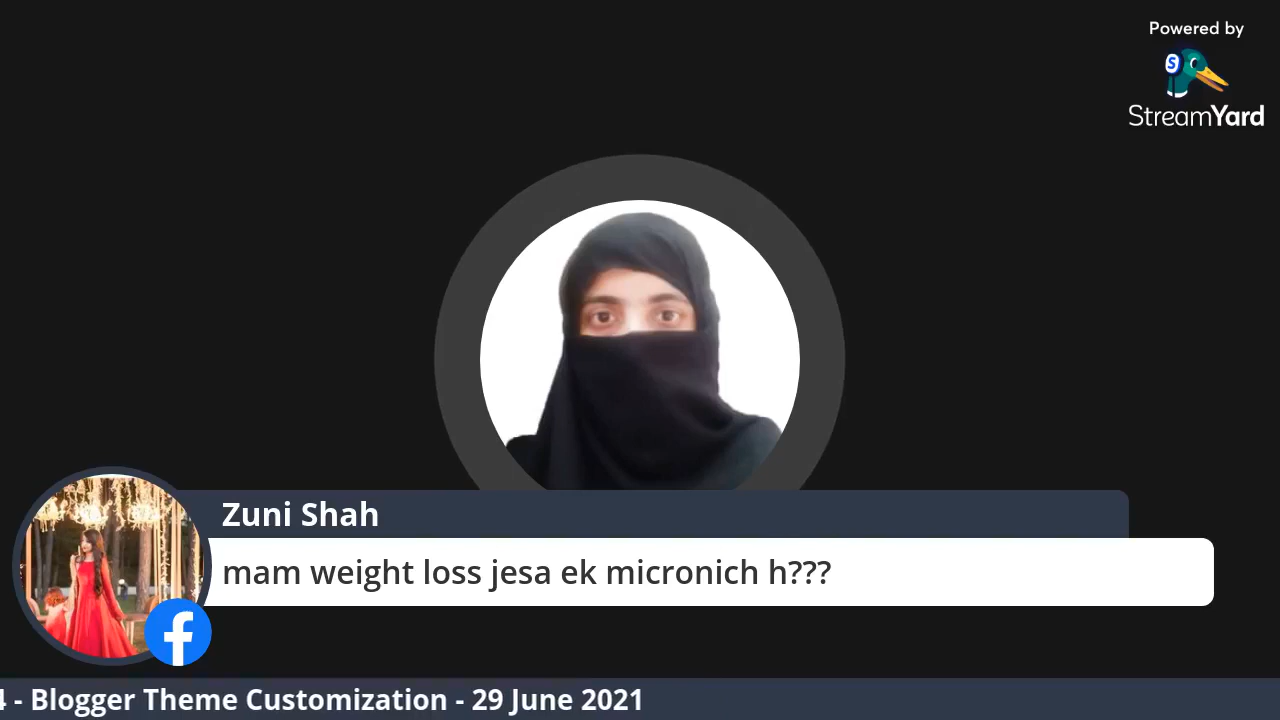 Powered by
S
StreamYard
Zuni Shah
mam weight loss jesa ek micronich h???
4 - Blogger Theme Customization - 29 June 2021